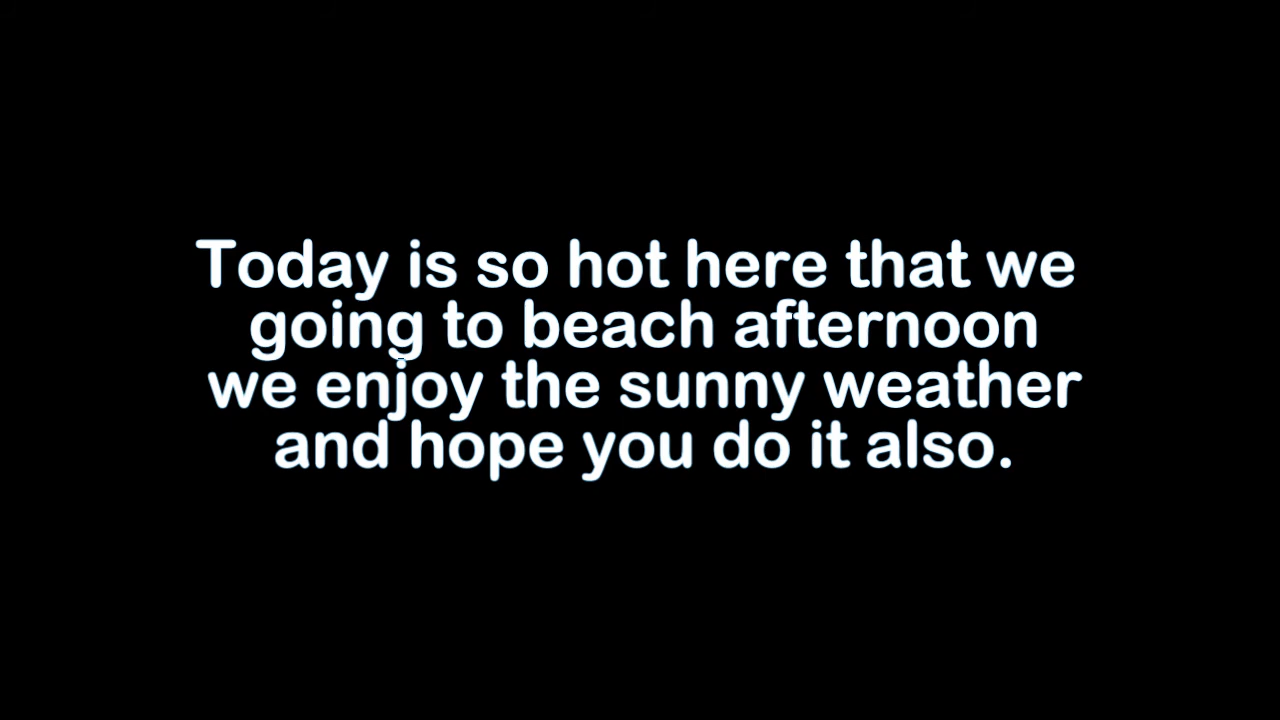 Today is so hot here that we
going to beach afternoon
we enjoy the sunny weather
and hope you do it also.